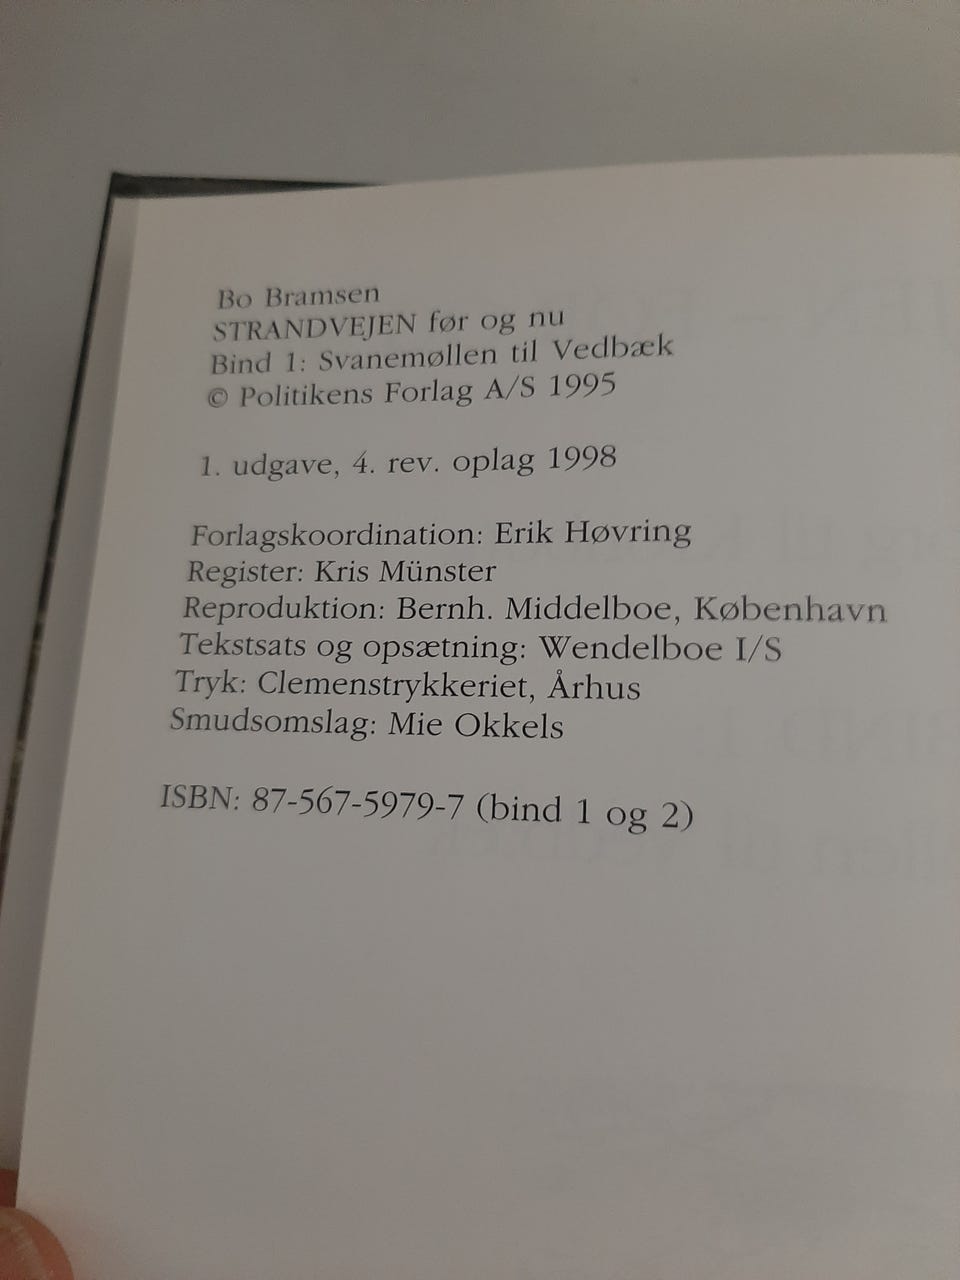 Bo Bramsen
STRANDVEJEN før og nu
Bind 1: Svanemøllen til Vedbæk
© Politikens Forlag A/S 1995
1. udgave, 4. rev. oplag 1998
Forlagskoordination: Erik Høvring
Register: Kris Münster
Reproduktion: Bernh. Middelboe, København
Tekstsats og opsætning: Wendelboe I/S
Tryk: Clemenstrykkeriet, Århus
Smudsomslag: Mie Okkels
ISBN: 87-567-5979-7 (bind 1 og 2)